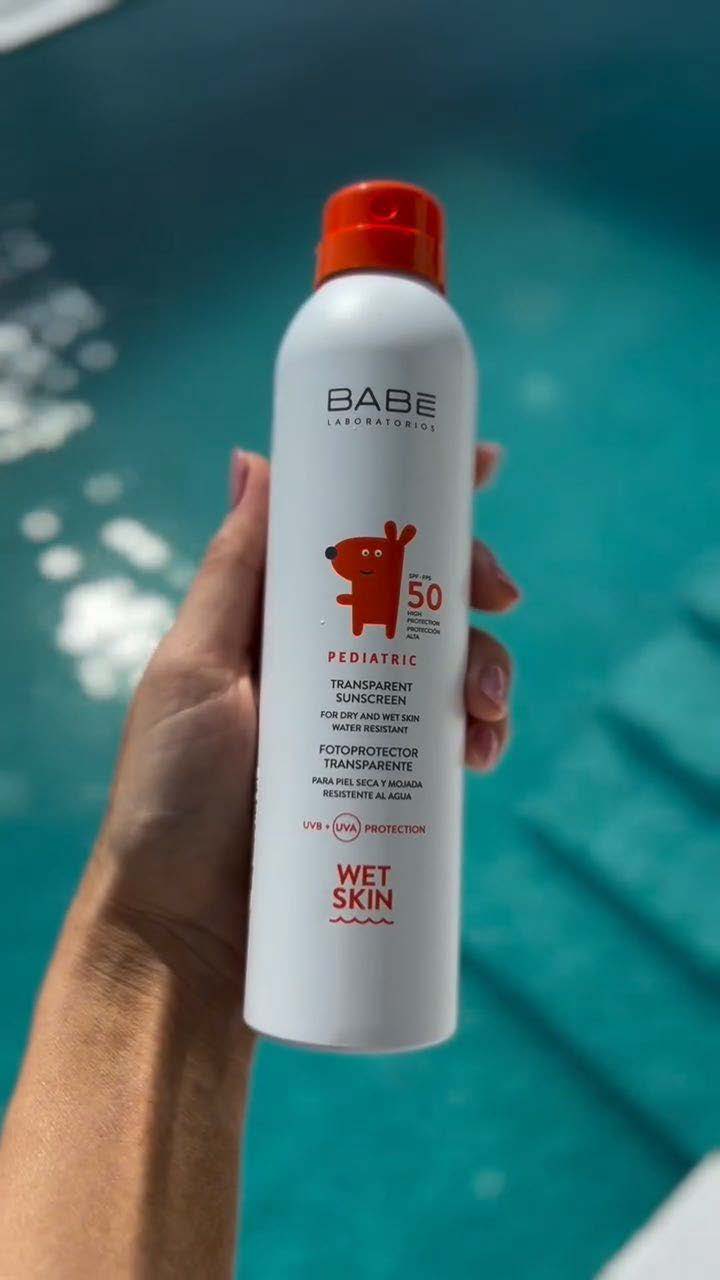 BABĒ
LABORATORIOS
SPF-FPS
50
HIGH
PROTECTION
PROTECCIÓN
ALTA
PEDIATRIC
TRANSPARENT
SUNSCREEN
FOR DRY AND WET SKIN
WATER RESISTANT
FOTOPROTECTOR
TRANSPARENTE
PARA PIEL SECA Y MOJADA
RESISTENTE AL AGUA
UVB + UVA PROTECTION
WET
SKIN